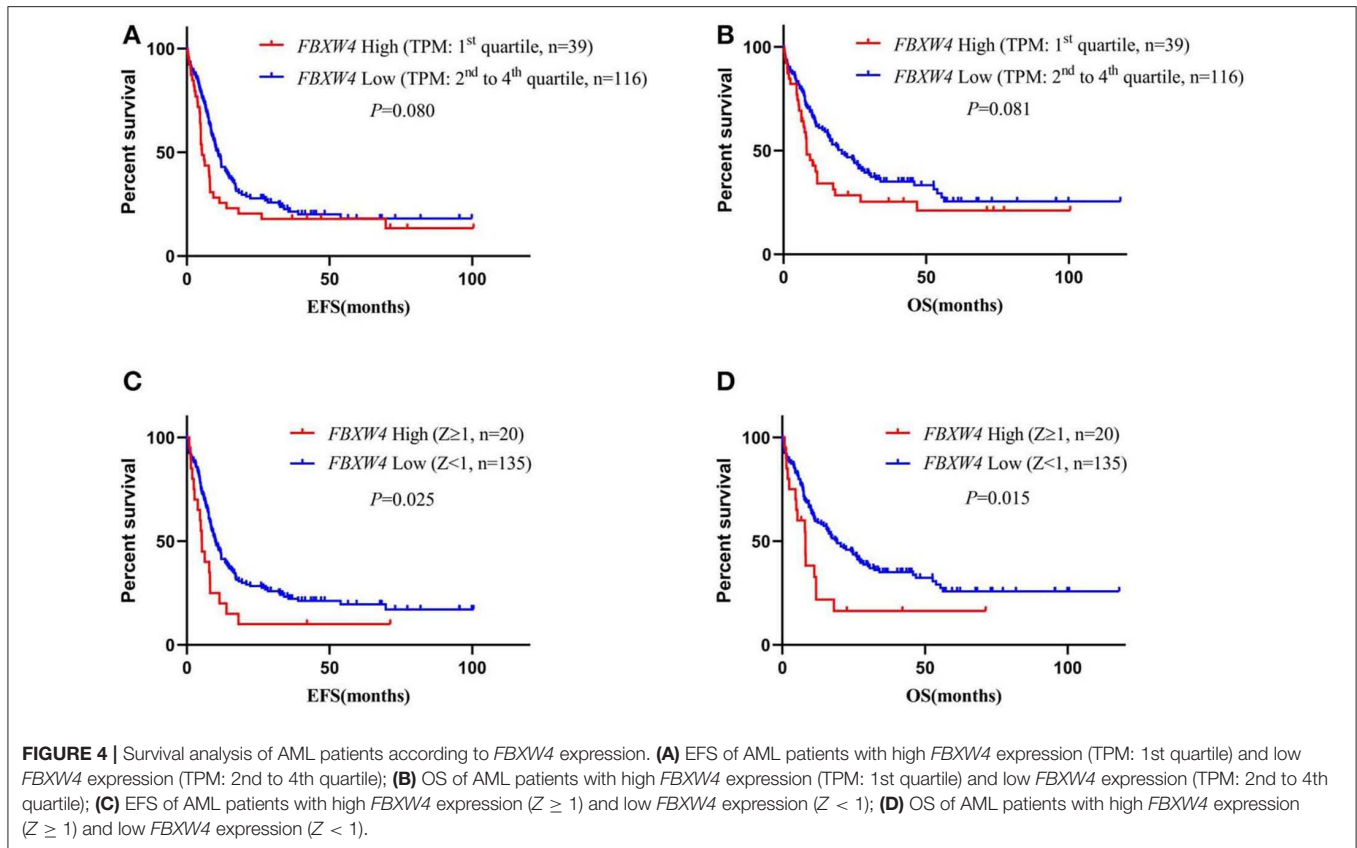 A
FBXW4 High (TPM: 1st quartile, n=39)
FBXW4 Low (TPM: 2nd to 4th quartile, n=116)
P=0.080
Percent survival
100
50
0
0 50 100
EFS(months)
B
FBXW4 High (TPM: 1st quartile, n=39)
FBXW4 Low (TPM: 2nd to 4th quartile, n=116)
P=0.081
Percent survival
100
50
0
0 50 100
OS(months)
C
FBXW4 High (Z≥1, n=20)
FBXW4 Low (Z<1, n=135)
P=0.025
Percent survival
100
50
0
0 50 100
EFS(months)
D
FBXW4 High (Z≥1, n=20)
FBXW4 Low (Z<1, n=135)
P=0.015
Percent survival
100
50
0
0 50 100
OS(months)
FIGURE 4 | Survival analysis of AML patients according to FBXW4 expression. (A) EFS of AML patients with high FBXW4 expression (TPM: 1st quartile) and low
FBXW4 expression (TPM: 2nd to 4th quartile); (B) OS of AML patients with high FBXW4 expression (TPM: 1st quartile) and low FBXW4 expression (TPM: 2nd to 4th
quartile); (C) EFS of AML patients with high FBXW4 expression (Z ≥ 1) and low FBXW4 expression (Z < 1); (D) OS of AML patients with high FBXW4 expression
(Z ≥ 1) and low FBXW4 expression (Z < 1).